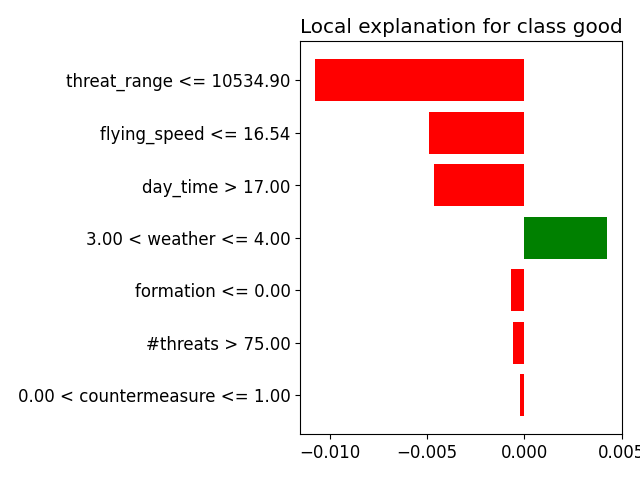 Local explanation for class good
threat_range <= 10534.90
flying_speed <= 16.54
day_time > 17.00
3.00 < weather <= 4.00
formation <= 0.00
#threats > 75.00
0.00 < countermeasure <= 1.00
−0.010 −0.005 0.000 0.005